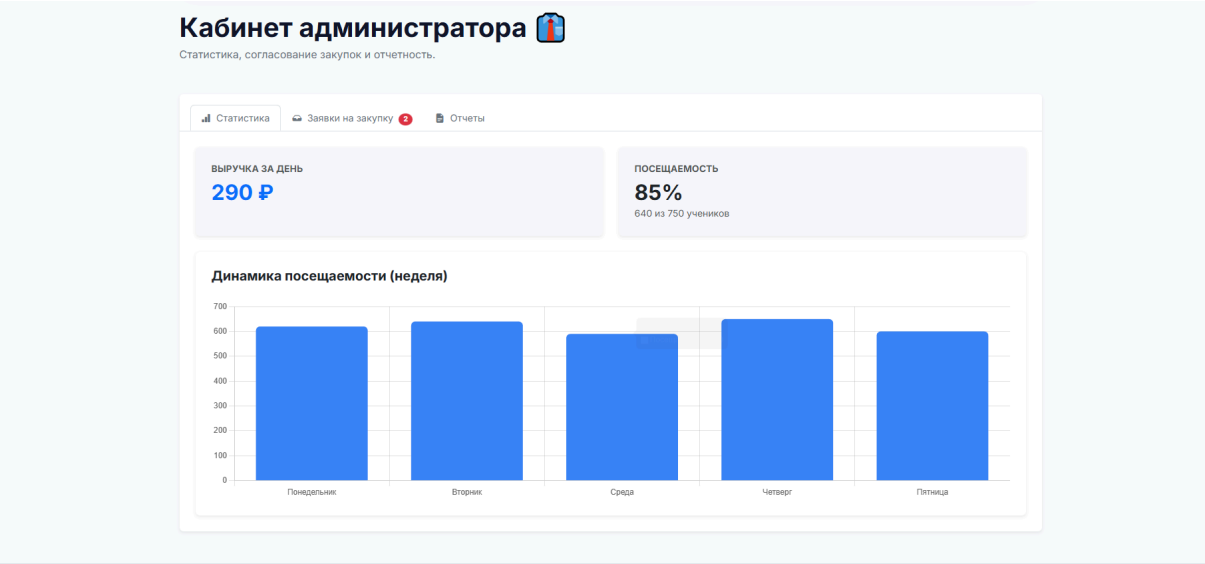 Кабинет администратора
Статистика, согласование закупок и отчетность.
Статистика Заявки на закупку 2 Отчеты
ВЫРУЧКА ЗА ДЕНЬ
290 ₽
ПОСЕЩАЕМОСТЬ
85%
640 из 750 учеников
Динамика посещаемости (неделя)
700
600
500
400
300
200
100
0
Понедельник Вторник Среда Четверг Пятница